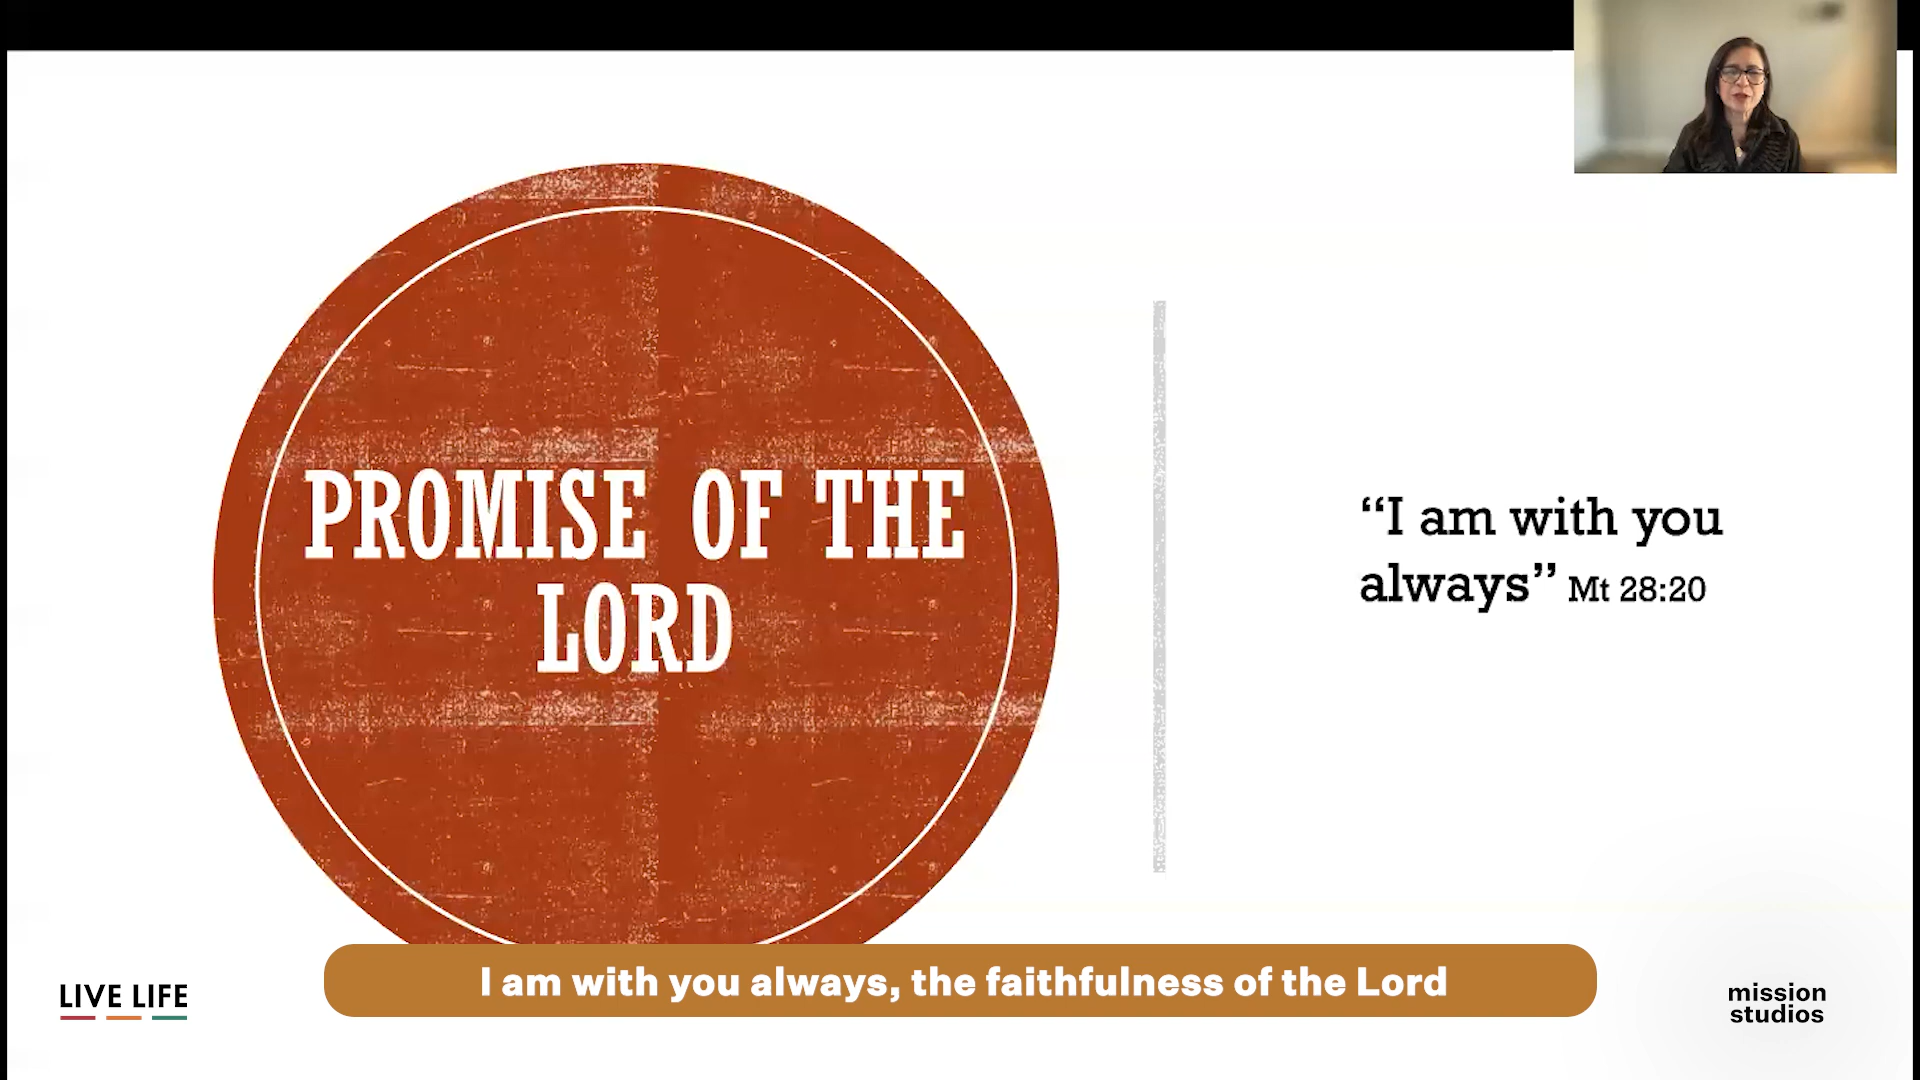 PROMISE OF THE
LORD
“I am with you
always” Mt 28:20
I am with you always, the faithfulness of the Lord
LIVE LIFE
mission
studios